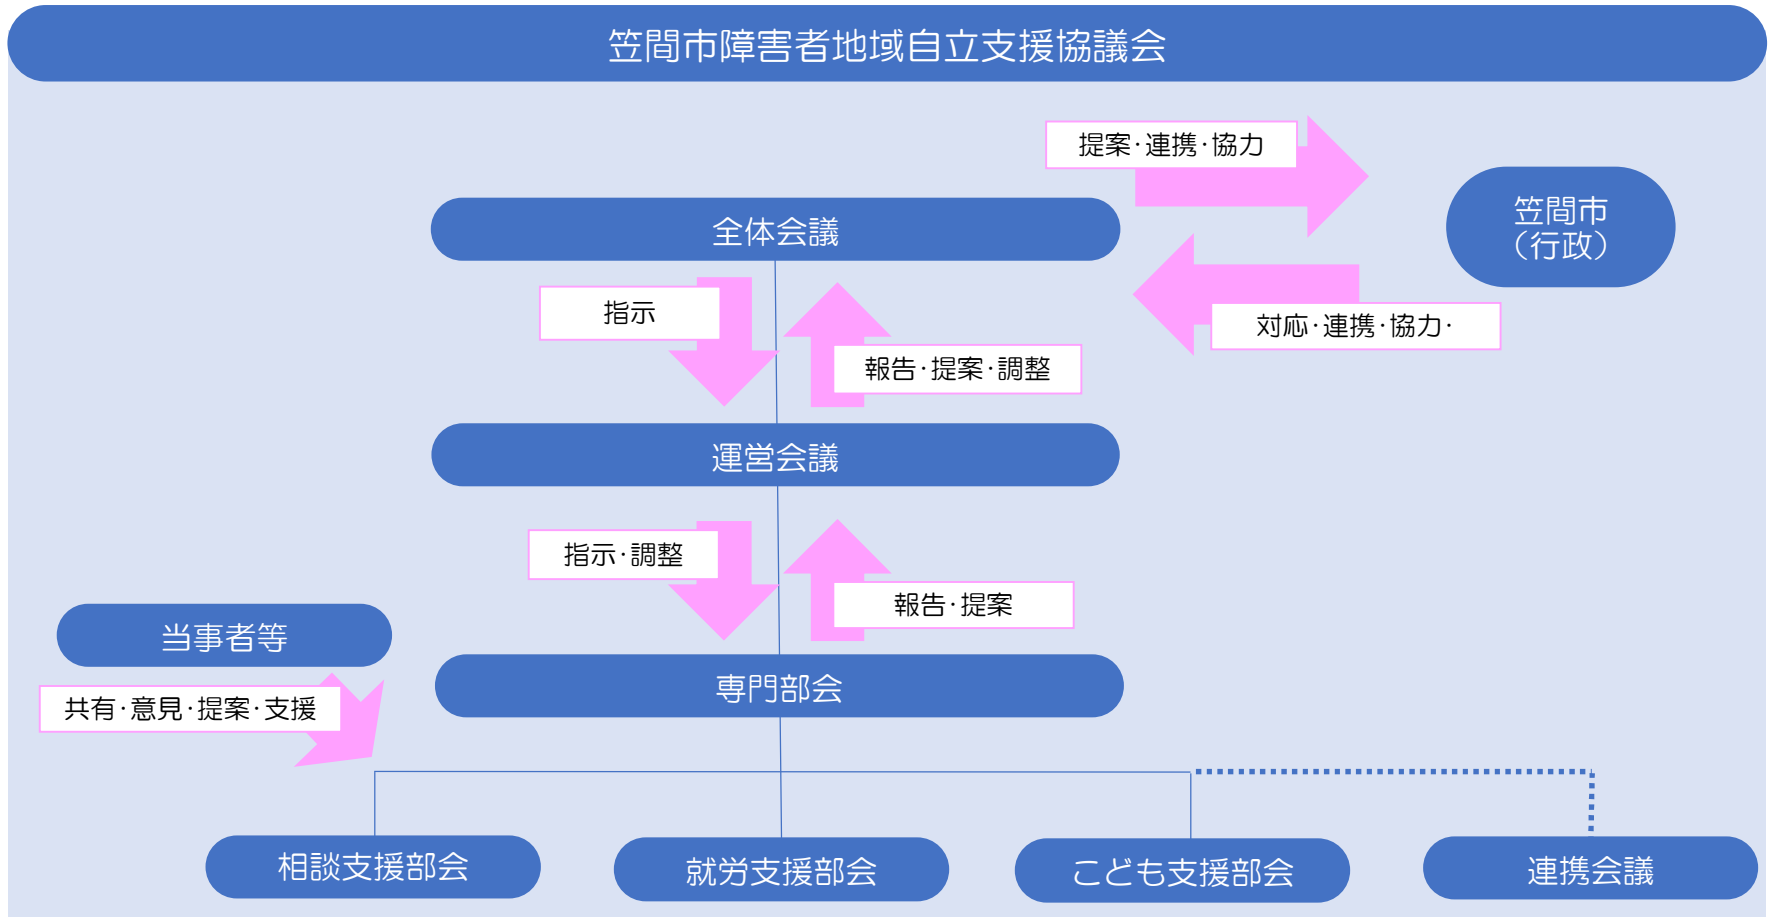 笠間市障害者地域自立支援協議会
提案･連携･協力
笠間市
（行政）
全体会議
指示
対応･連携･協力･
報告･提案･調整
運営会議
指示･調整
報告･提案
当事者等
専門部会
共有･意見･提案･支援
相談支援部会
就労支援部会
こども支援部会
連携会議